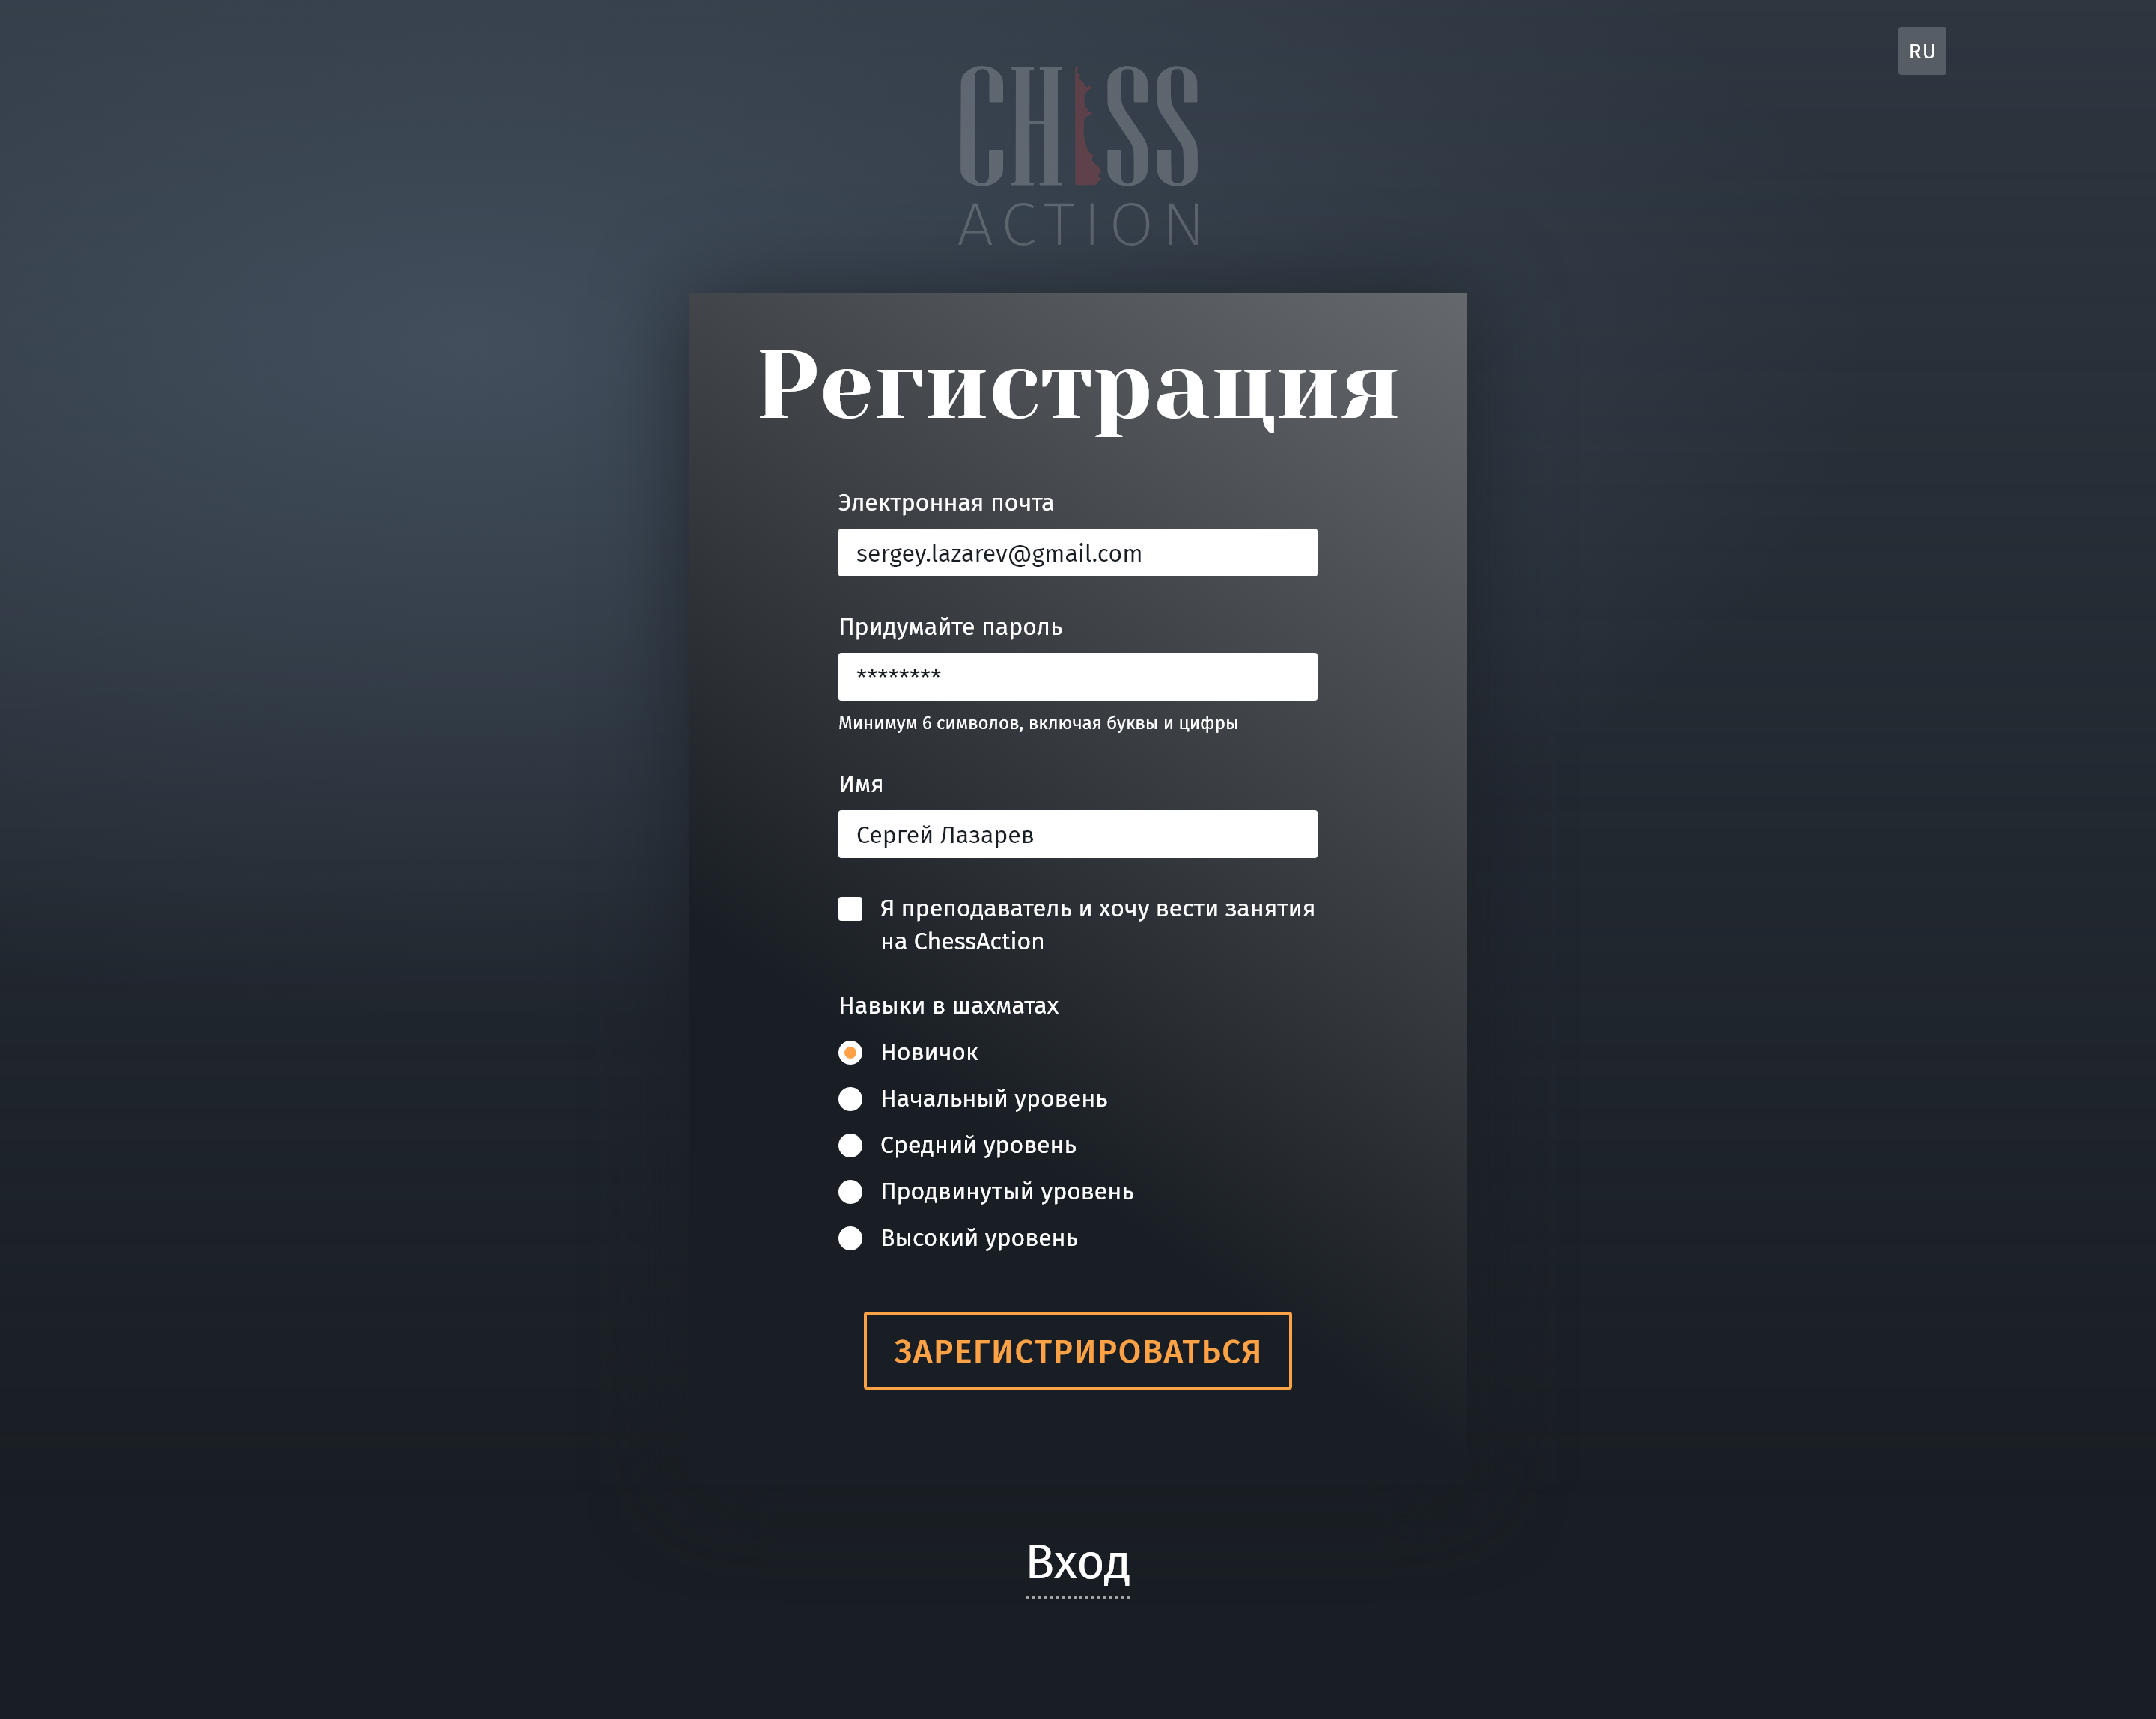 RU
CHESS
ACTION
Регистрация
Электронная почта
sergey.lazarev@gmail.com
Придумайте пароль
********
Минимум 6 символов, включая буквы и цифры
Имя
Сергей Лазарев
Я преподаватель и хочу вести занятия
на ChessAction
Навыки в шахматах
Новичок
Начальный уровень
Средний уровень
Продвинутый уровень
Высокий уровень
ЗАРЕГИСТРИРОВАТЬСЯ
Вход